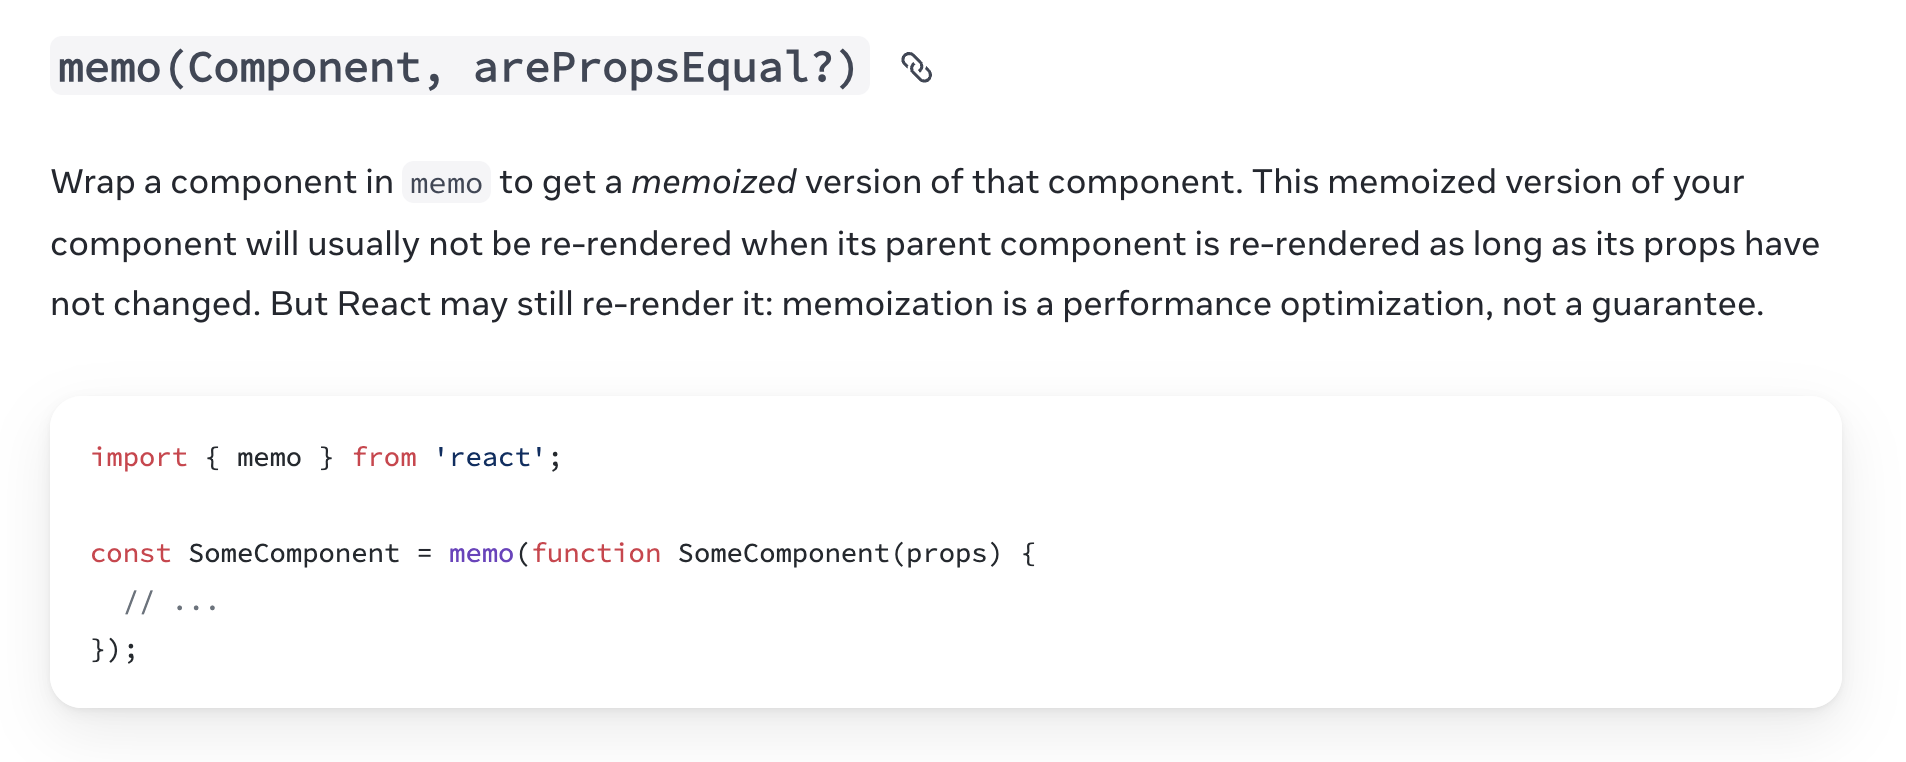 memo(Component, arePropsEqual?)
Wrap a component in memo to get a memoized version of that component. This memoized version of your
component will usually not be re-rendered when its parent component is re-rendered as long as its props have
not changed. But React may still re-render it: memoization is a performance optimization, not a guarantee.
import { memo } from 'react';
const SomeComponent = memo(function SomeComponent(props) {
  // ...
});